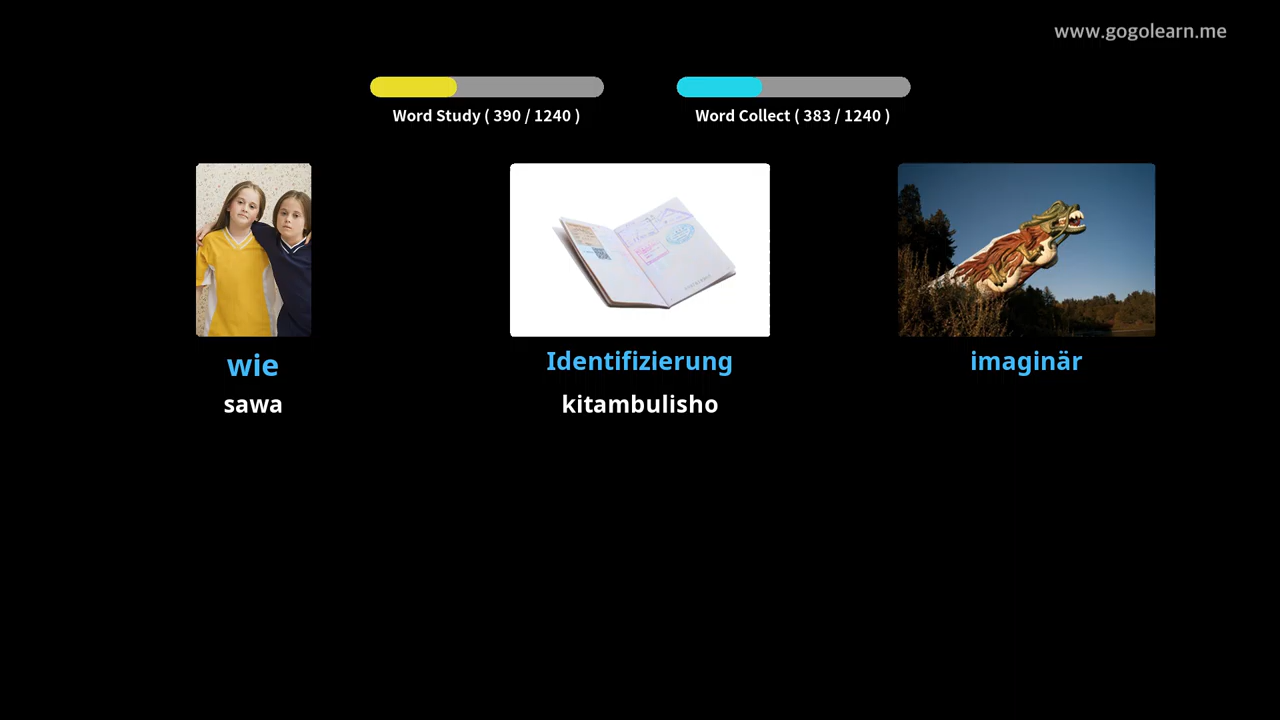 www.gogolearn.me
Word Study ( 390 / 1240 )
Word Collect ( 383 / 1240 )
wie
Identifizierung
imaginär
sawa
kitambulisho